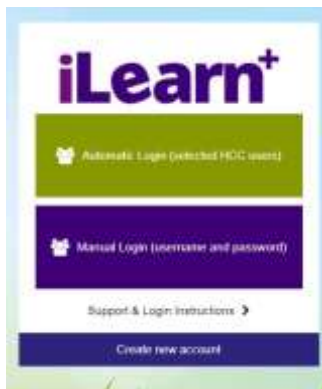 iLearn+
Automatic Login (selected HCC users)
Manual Login (username and password)
Support & Login Instructions >
Create new account